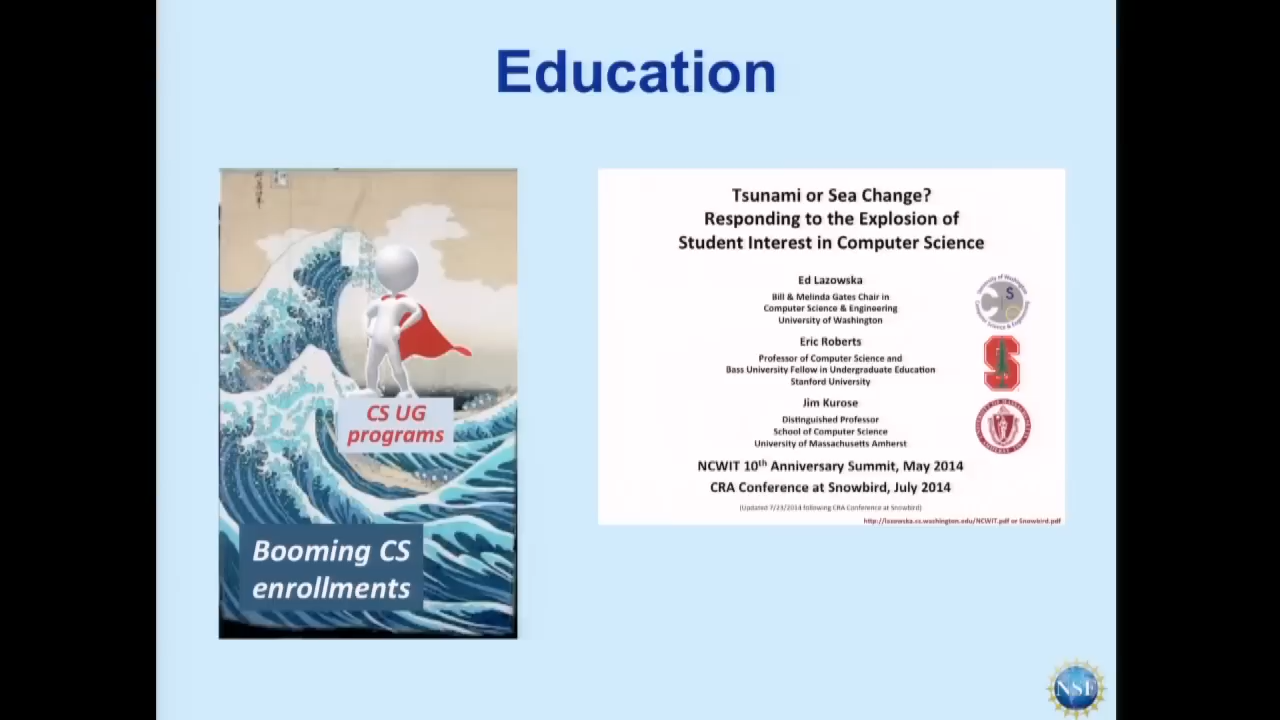 Education
CS UG
programs
Booming CS
enrollments
Tsunami or Sea Change?
Responding to the Explosion of
Student Interest in Computer Science
Ed Lazowska
Bill & Melinda Gates Chair in
Computer Science & Engineering
University of Washington
Eric Roberts
Professor of Computer Science and
Bass University Fellow in Undergraduate Education
Stanford University
Jim Kurose
Distinguished Professor
School of Computer Science
University of Massachusetts Amherst
NCWIT 10th Anniversary Summit, May 2014
CRA Conference at Snowbird, July 2014
(Updated 7/23/2014 following CRA Conference at Snowbird)
http://lazowska.cs.washington.edu/NCWIT.pdf or Snowbird.pdf
NSF